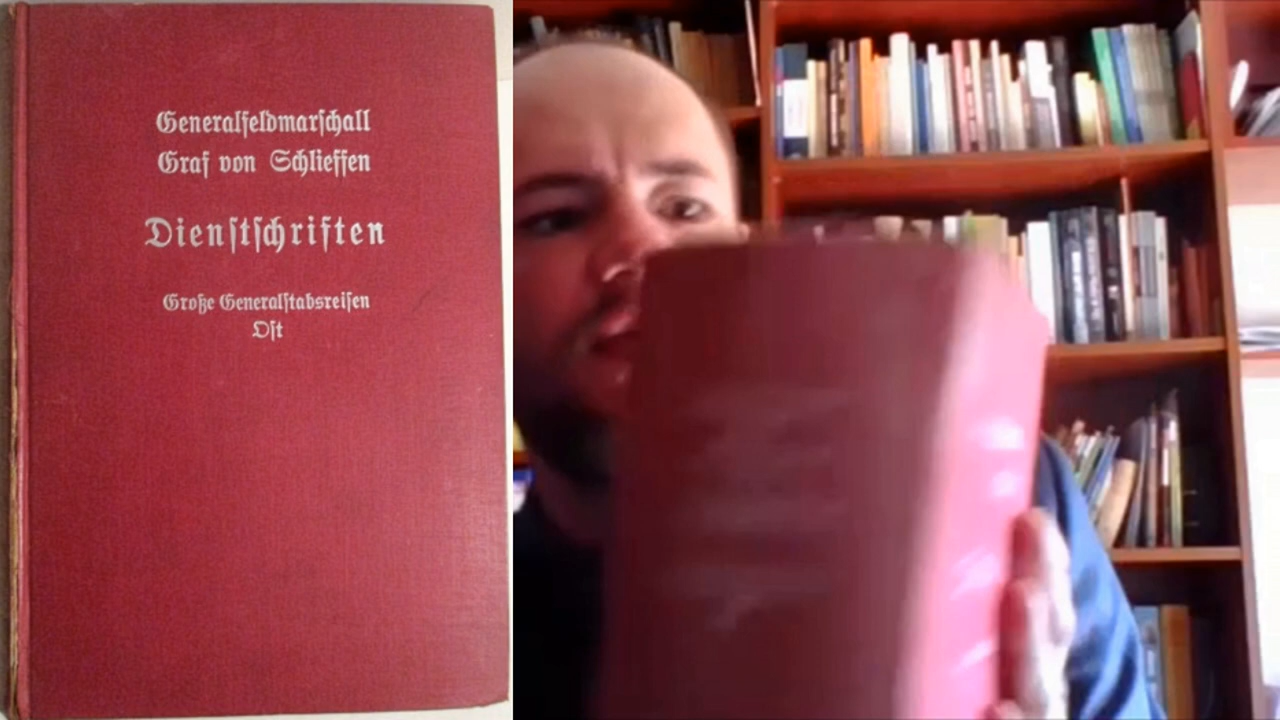 Generalfeldmarschall
Graf von Schlieffen
Dienstschriften
Große Generalstabsreisen
Ost